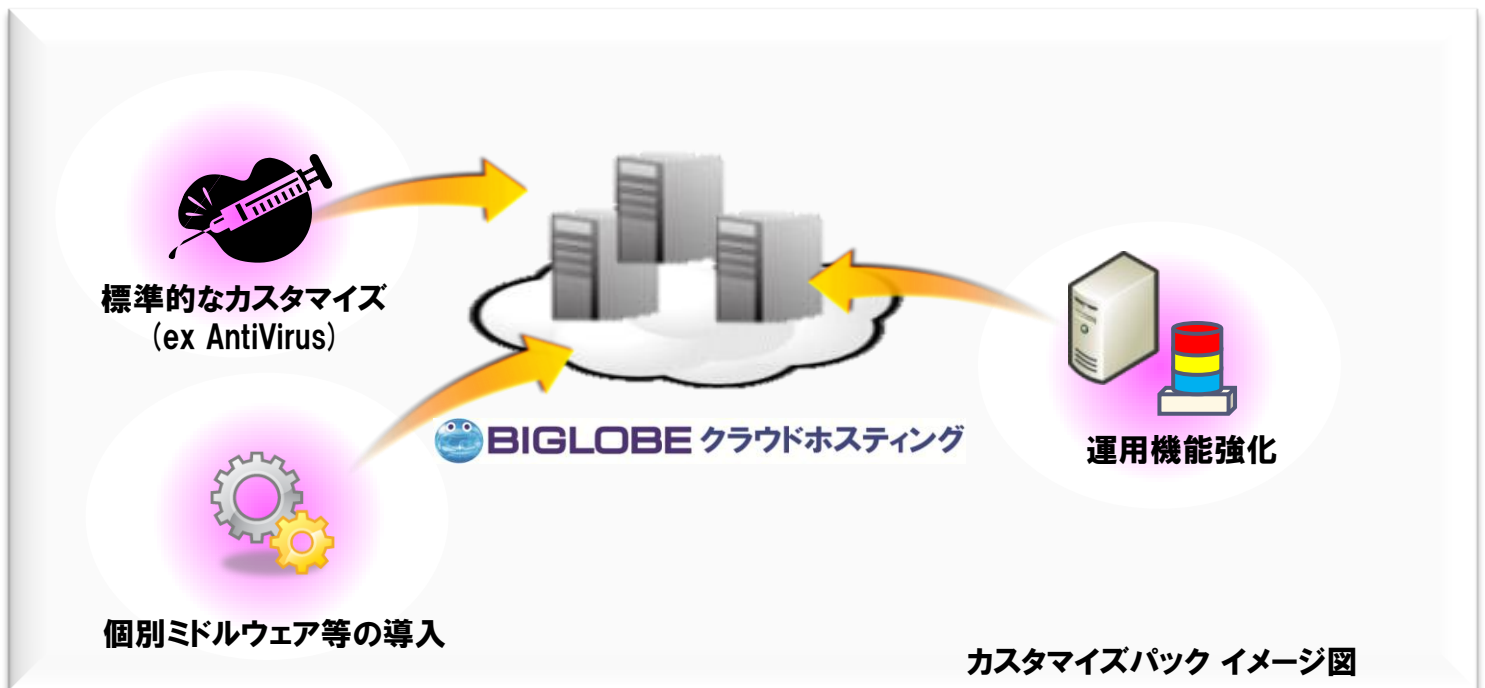 標準的なカスタマイズ
(ex AntiVirus)
BIGLOBE クラウドホスティング
運用機能強化
個別ミドルウェア等の導入
カスタマイズパック イメージ図